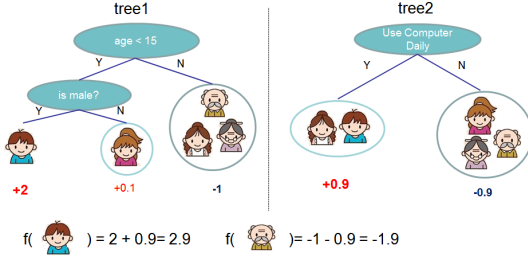 tree1
age < 15
Y
N
is male?
Y
N
+2
+0.1
-1
tree2
Use Computer
Daily
Y
N
+0.9
-0.9
f( ) = 2 + 0.9= 2.9
f( )= -1 - 0.9 = -1.9